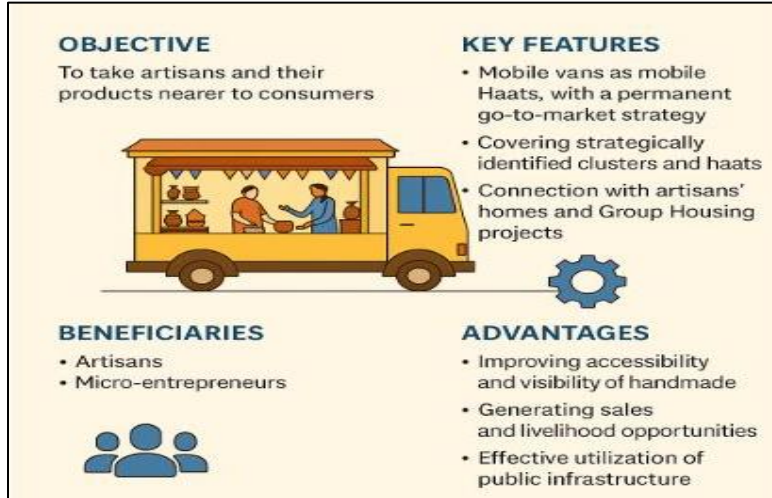 OBJECTIVE
To take artisans and their
products nearer to consumers
KEY FEATURES
• Mobile vans as mobile
Haats, with a permanent
go-to-market strategy
• Covering strategically
identified clusters and haats
• Connection with artisans'
homes and Group Housing
projects
BENEFICIARIES
• Artisans
• Micro-entrepreneurs
ADVANTAGES
• Improving accessibility
and visibility of handmade
• Generating sales
and livelihood opportunities
• Effective utilization of
public infrastructure